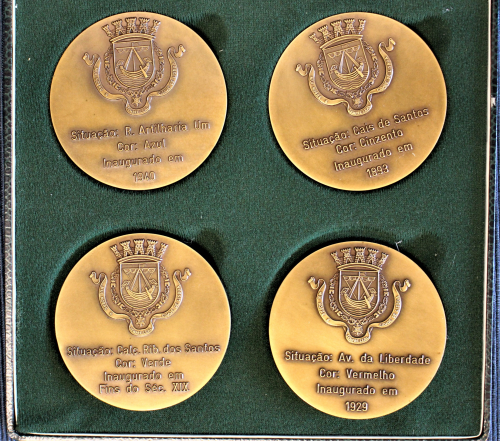 Situação: R. Artilharia Um
Cor: Azul
Inaugurado em
1940
Situação: Cais de Santos
Cor: Cinzento
Inaugurado em
1893
Situação: Calç. Rib. dos Santos
Cor: Verde
Inaugurado em
Fins do Séc. XIX
Situação: Av. da Liberdade
Cor: Vermelho
Inaugurado em
1929